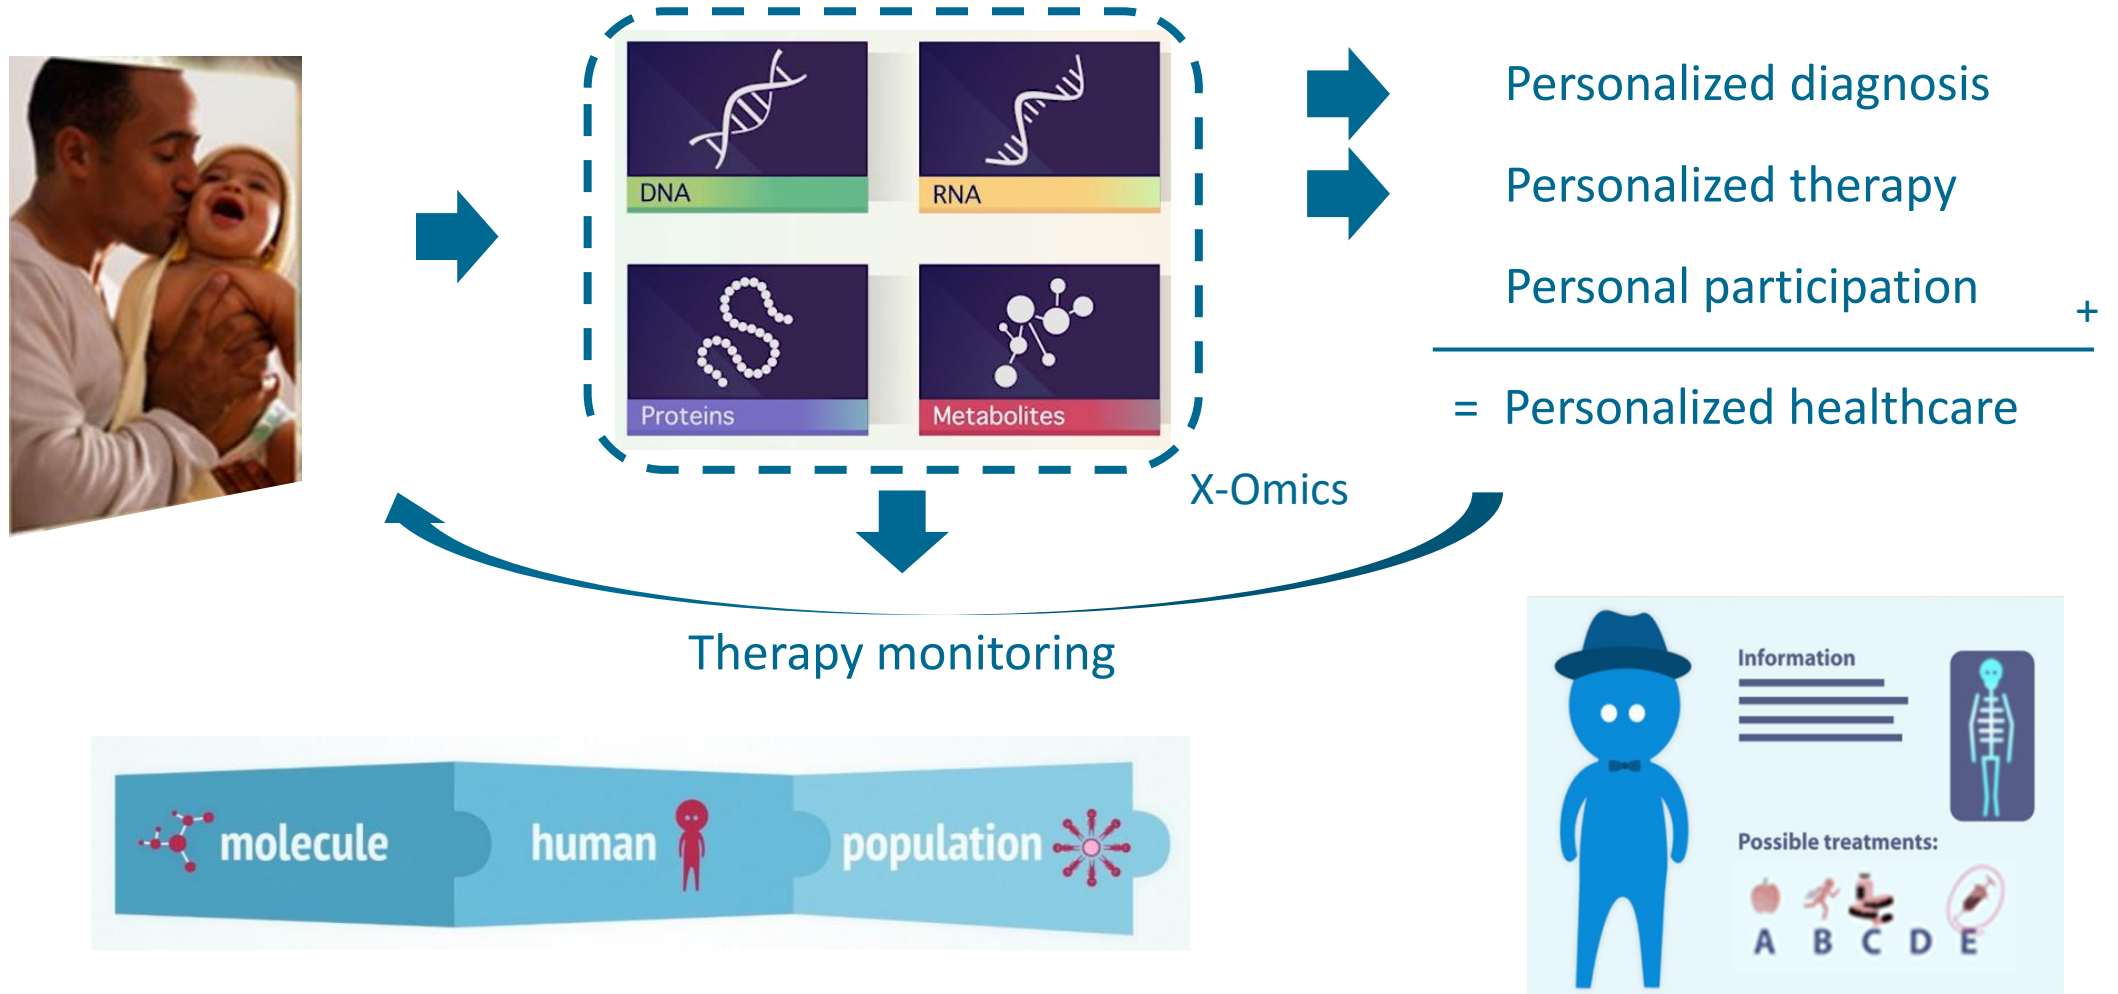 DNA
RNA
Proteins
Metabolites
X-Omics
Personalized diagnosis
Personalized therapy
Personal participation
+
= Personalized healthcare
Therapy monitoring
molecule
human
population
Information
Possible treatments:
A B C D E